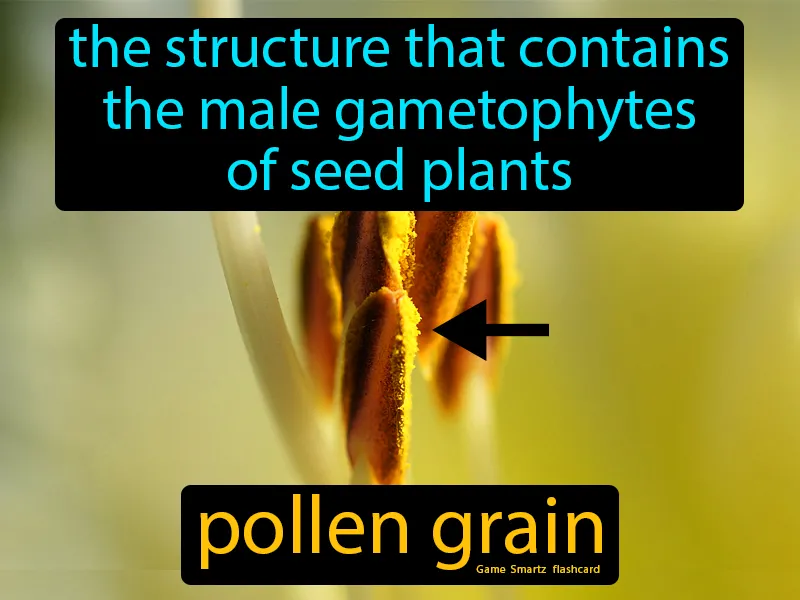 the structure that contains
the male gametophytes
of seed plants
pollen grain
Game Smartz flashcard